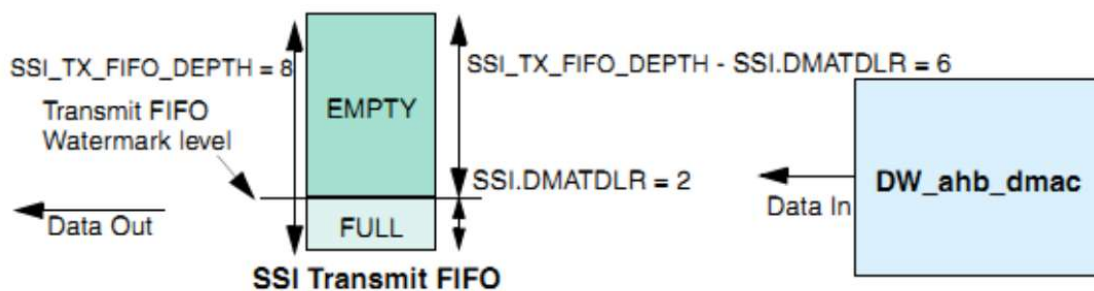 SSI_TX_FIFO_DEPTH = 8
SSI_TX_FIFO_DEPTH - SSI.DMATDLR = 6
Transmit FIFO
Watermark level
EMPTY
SSI.DMATDLR = 2
DW_ahb_dmac
Data In
Data Out
FULL
SSI Transmit FIFO